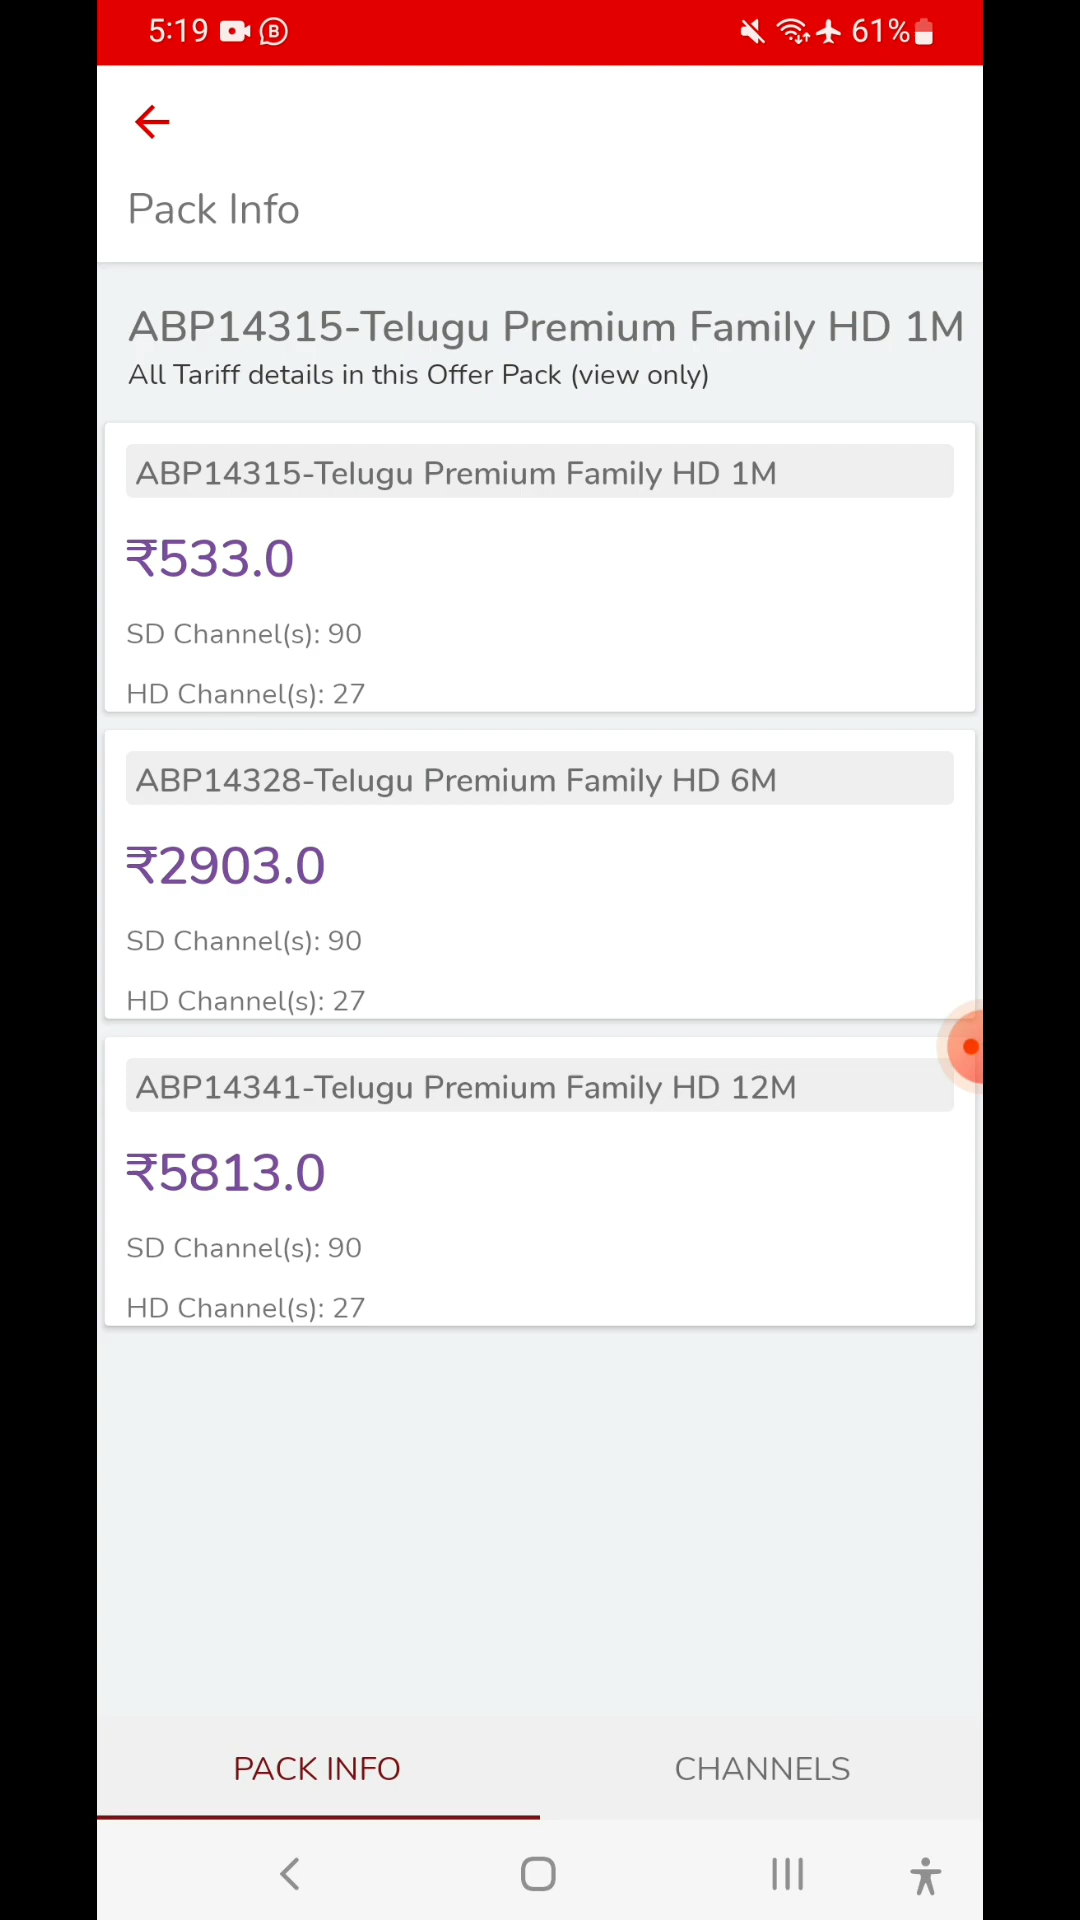 5:19
61%
Pack Info
ABP14315-Telugu Premium Family HD 1M
All Tariff details in this Offer Pack (view only)
ABP14315-Telugu Premium Family HD 1M
₹533.0
SD Channel(s): 90
HD Channel(s): 27
ABP14328-Telugu Premium Family HD 6M
₹2903.0
SD Channel(s): 90
HD Channel(s): 27
ABP14341-Telugu Premium Family HD 12M
₹5813.0
SD Channel(s): 90
HD Channel(s): 27
PACK INFO
CHANNELS